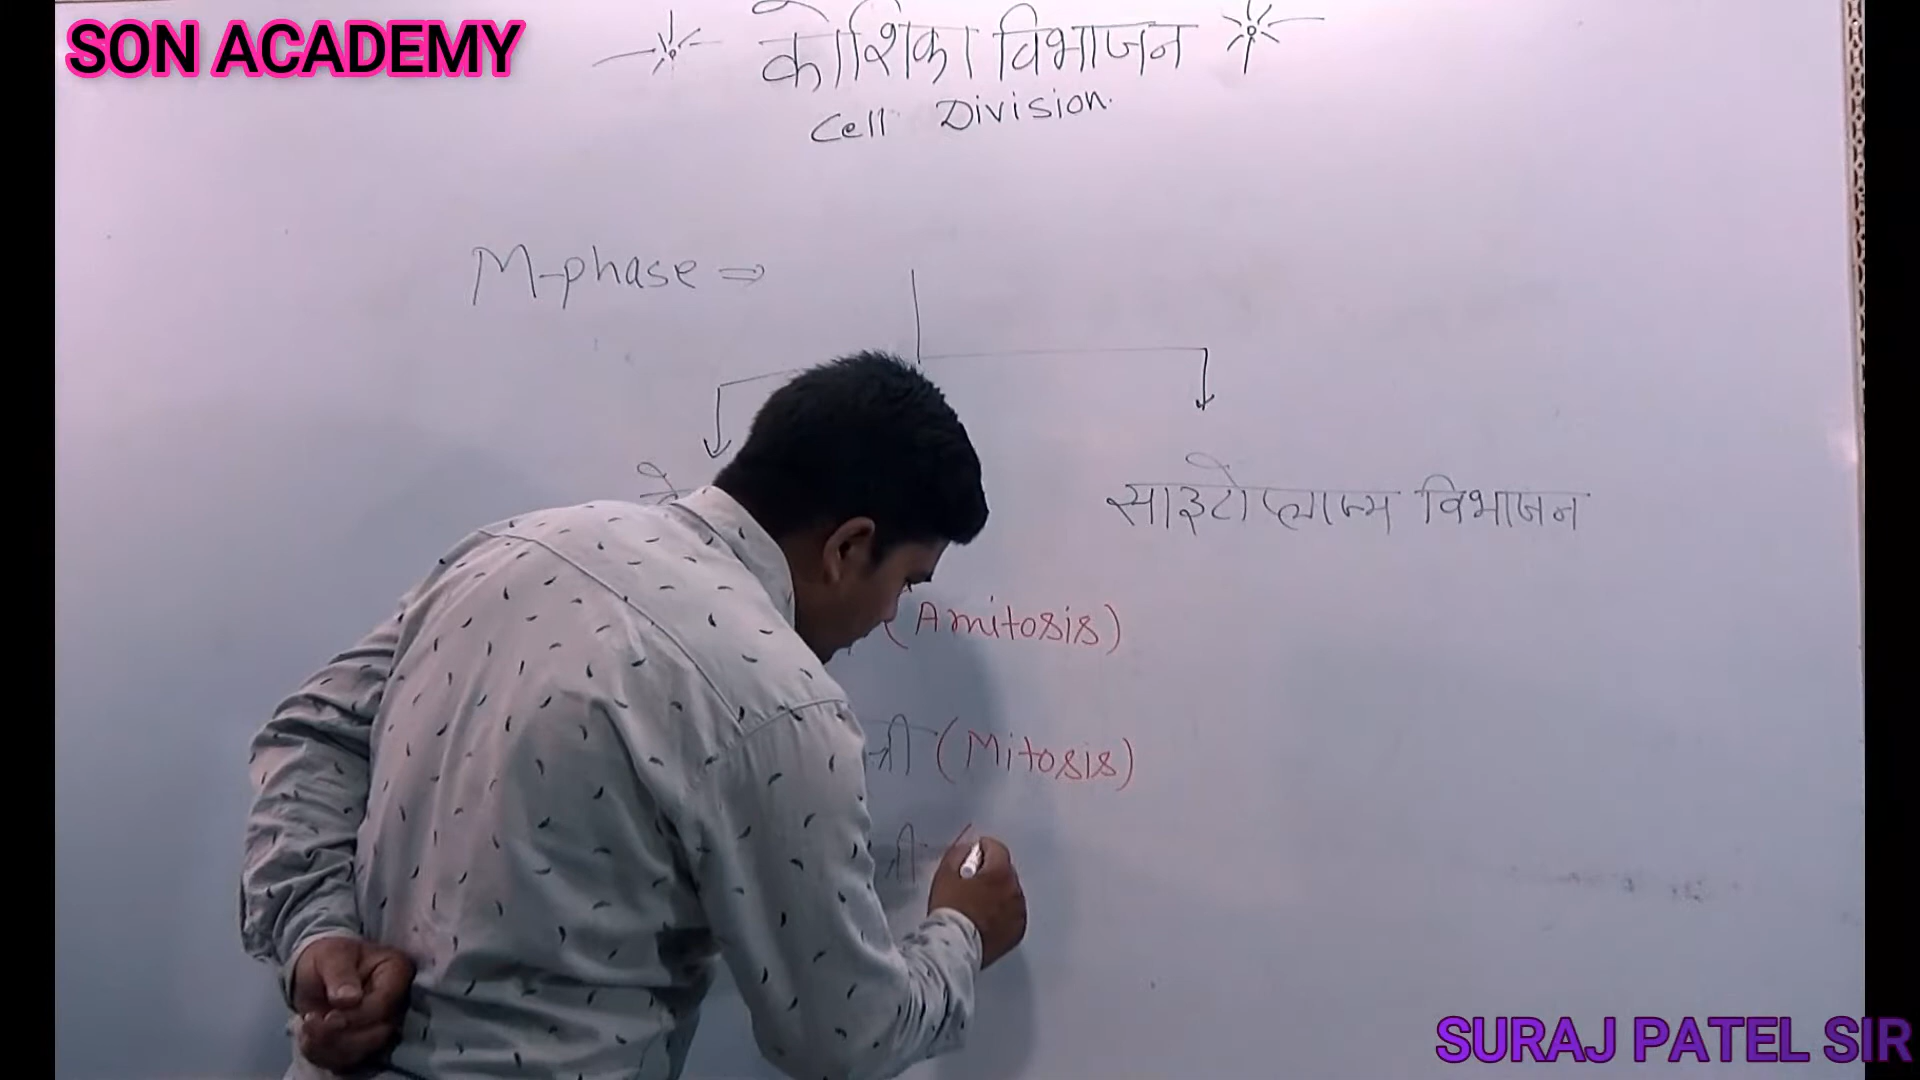 SON ACADEMY
कोशिका विभाजन
Cell Division.
M-phase ⇒
साइटोप्लाज्म विभाजन
(Amitosis)
त्री (Mitosis)
त्री (
SURAJ PATEL SIR